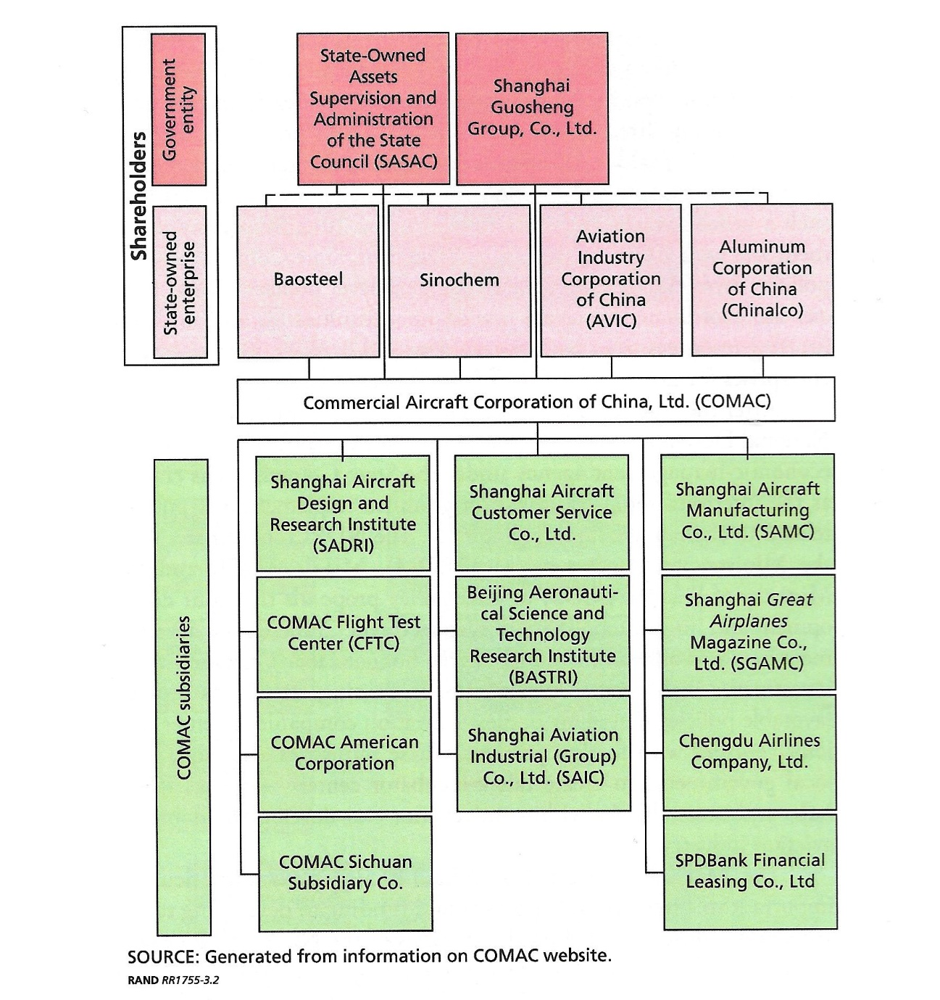 Shareholders
Government
entity
State-Owned
Assets
Supervision and
Administration
of the State
Council (SASAC)
Shanghai
Guosheng
Group, Co., Ltd.
State-owned
enterprise
Baosteel
Sinochem
Aviation
Industry
Corporation
of China
(AVIC)
Aluminum
Corporation
of China
(Chinalco)
Commercial Aircraft Corporation of China, Ltd. (COMAC)
COMAC subsidiaries
Shanghai Aircraft
Design and
Research Institute
(SADRI)
Shanghai Aircraft
Customer Service
Co., Ltd.
Shanghai Aircraft
Manufacturing
Co., Ltd. (SAMC)
COMAC Flight Test
Center (CFTC)
Beijing Aeronauti-
cal Science and
Technology
Research Institute
(BASTRI)
Shanghai Great
Airplanes
Magazine Co.,
Ltd. (SGAMC)
COMAC American
Corporation
Shanghai Aviation
Industrial (Group)
Co., Ltd. (SAIC)
Chengdu Airlines
Company, Ltd.
COMAC Sichuan
Subsidiary Co.
SPDBank Financial
Leasing Co., Ltd
SOURCE: Generated from information on COMAC website.
RAND RR1755-3.2